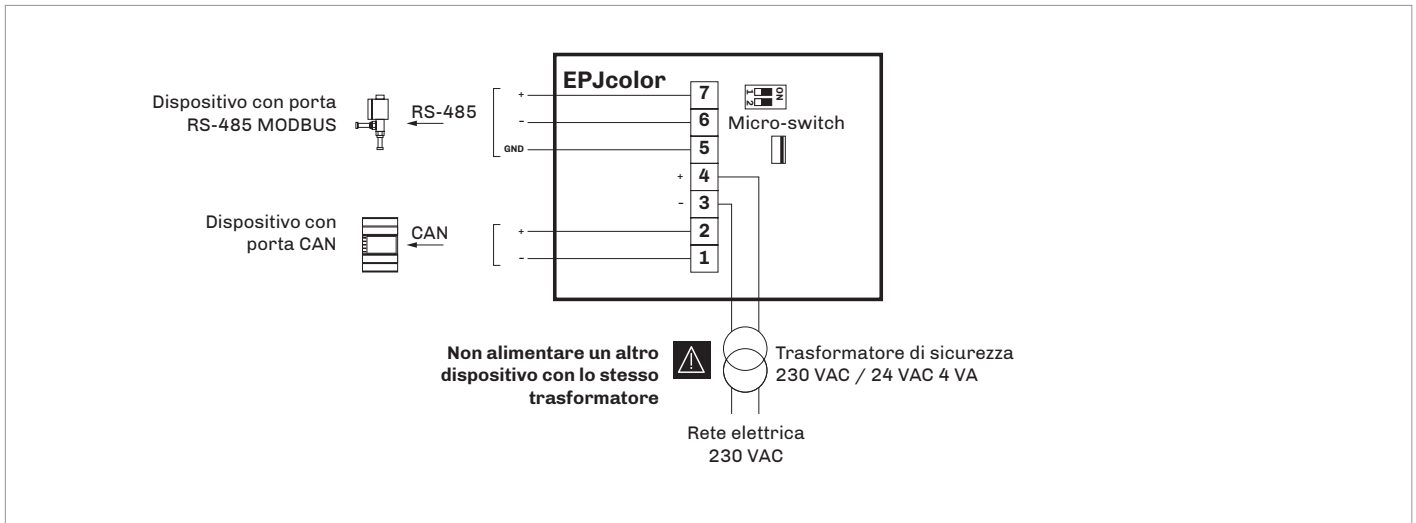 EPJcolor
Dispositivo con porta
RS-485 MODBUS
RS-485
+
-
GND
7
6
5
4
3
2
1
+
-
ON
1 2
Micro-switch
Dispositivo con
porta CAN
CAN
+
-
Non alimentare un altro
dispositivo con lo stesso
trasformatore
Trasformatore di sicurezza
230 VAC / 24 VAC 4 VA
Rete elettrica
230 VAC